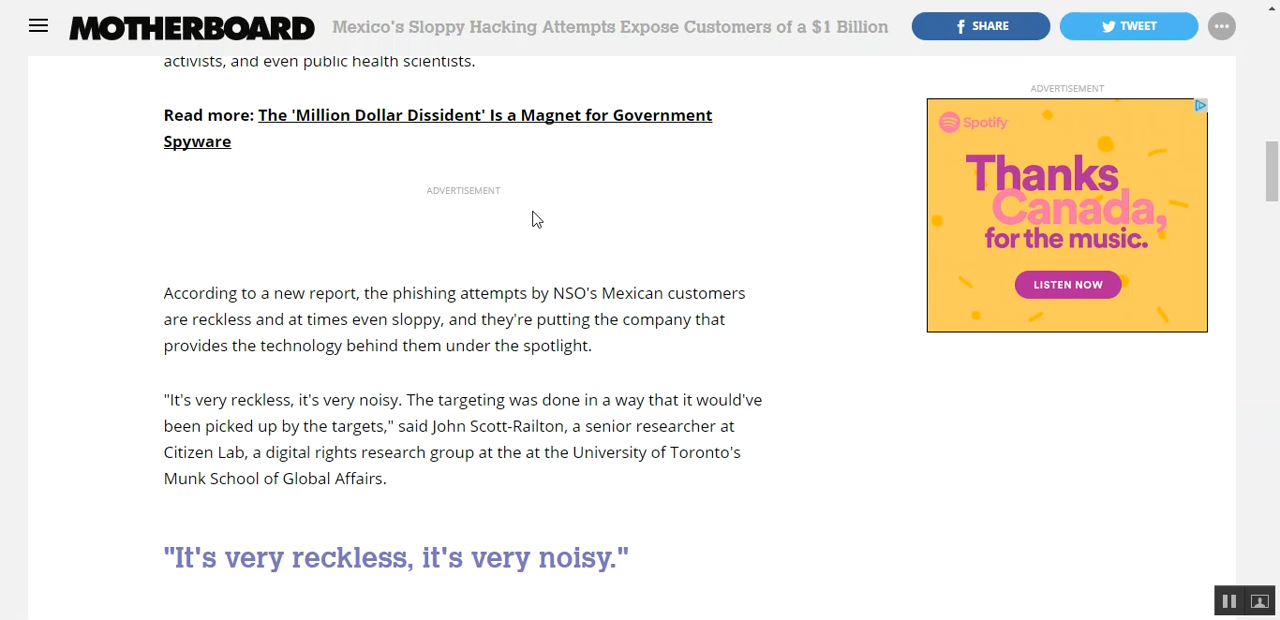 MOTHERBOARD
Mexico's Sloppy Hacking Attempts Expose Customers of a $1 Billion
SHARE
TWEET
activists, and even public health scientists.
Read more: The 'Million Dollar Dissident' Is a Magnet for Government
Spyware
ADVERTISEMENT
According to a new report, the phishing attempts by NSO's Mexican customers
are reckless and at times even sloppy, and they're putting the company that
provides the technology behind them under the spotlight.
"It's very reckless, it's very noisy. The targeting was done in a way that it would've
been picked up by the targets," said John Scott-Railton, a senior researcher at
Citizen Lab, a digital rights research group at the at the University of Toronto's
Munk School of Global Affairs.
"It's very reckless, it's very noisy."
ADVERTISEMENT
Spotify
Thanks
Canada,
for the music.
LISTEN NOW